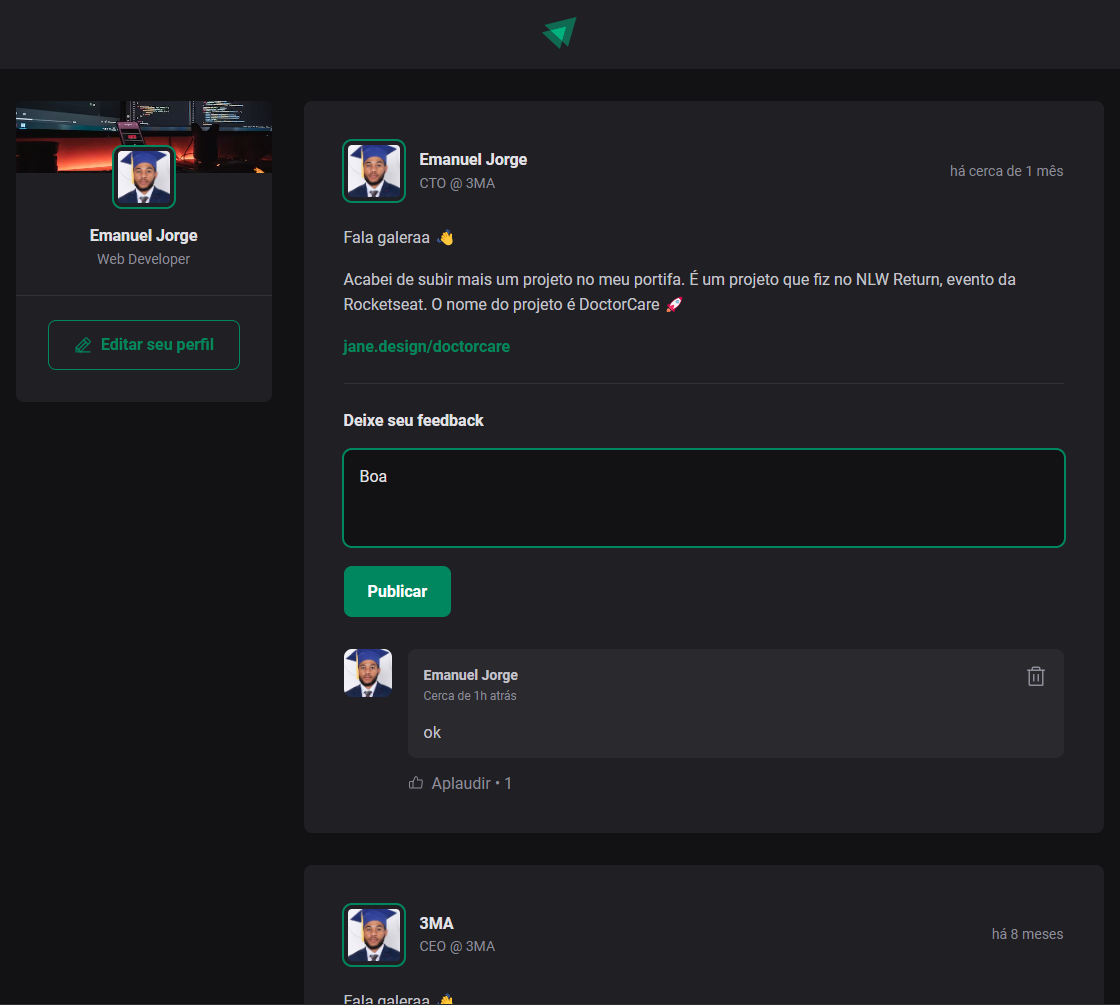 Emanuel Jorge
Web Developer
Editar seu perfil
Emanuel Jorge
CTO @ 3MA
há cerca de 1 mês
Fala galeraa 👋
Acabei de subir mais um projeto no meu portifa. É um projeto que fiz no NLW Return, evento da
Rocketseat. O nome do projeto é DoctorCare 🚀
jane.design/doctorcare
Deixe seu feedback
Boa
Publicar
Emanuel Jorge
Cerca de 1h atrás
ok
Aplaudir • 1
3MA
CEO @ 3MA
há 8 meses
Fala galeraa 👋